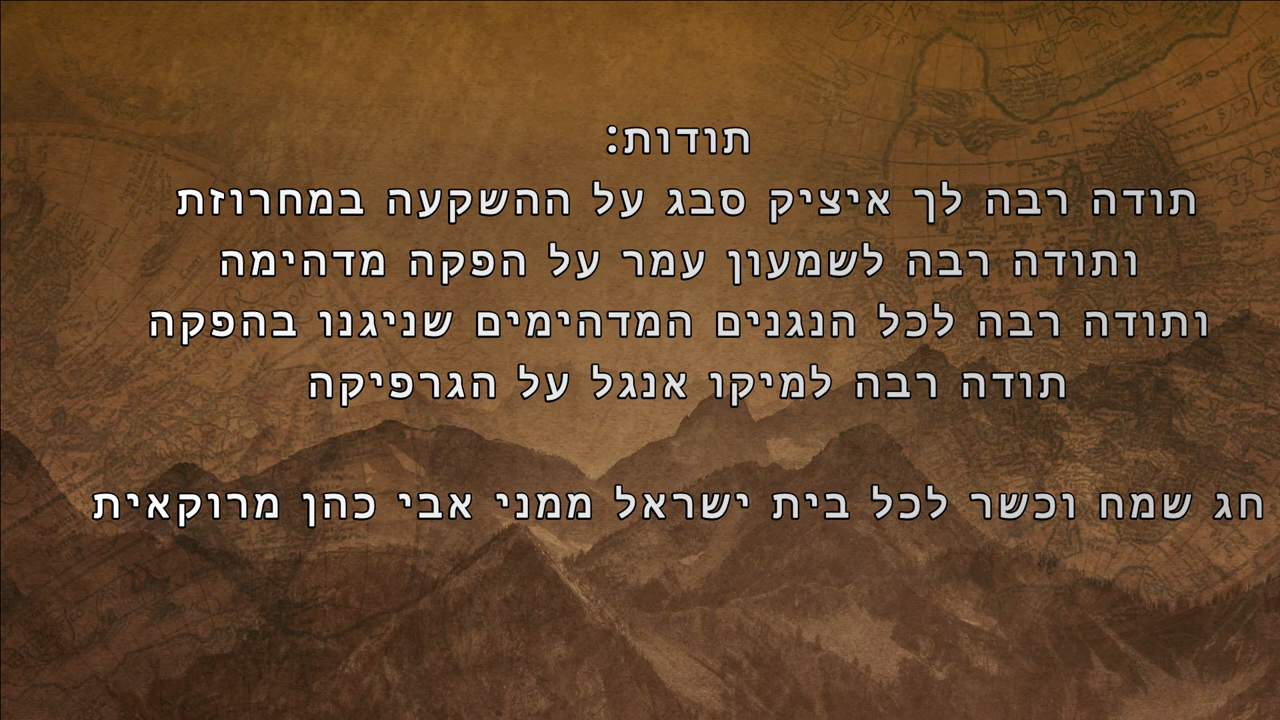 תודות:
תודה רבה לך איציק סבג על ההשקעה במחרוזת
ותודה רבה לשמעון עמר על הפקה מדהימה
ותודה רבה לכל הנגנים המדהימים שניגנו בהפקה
תודה רבה למיקו אנגל על הגרפיקה
חג שמח וכשר לכל בית ישראל ממני אבי כהן מרוקאית